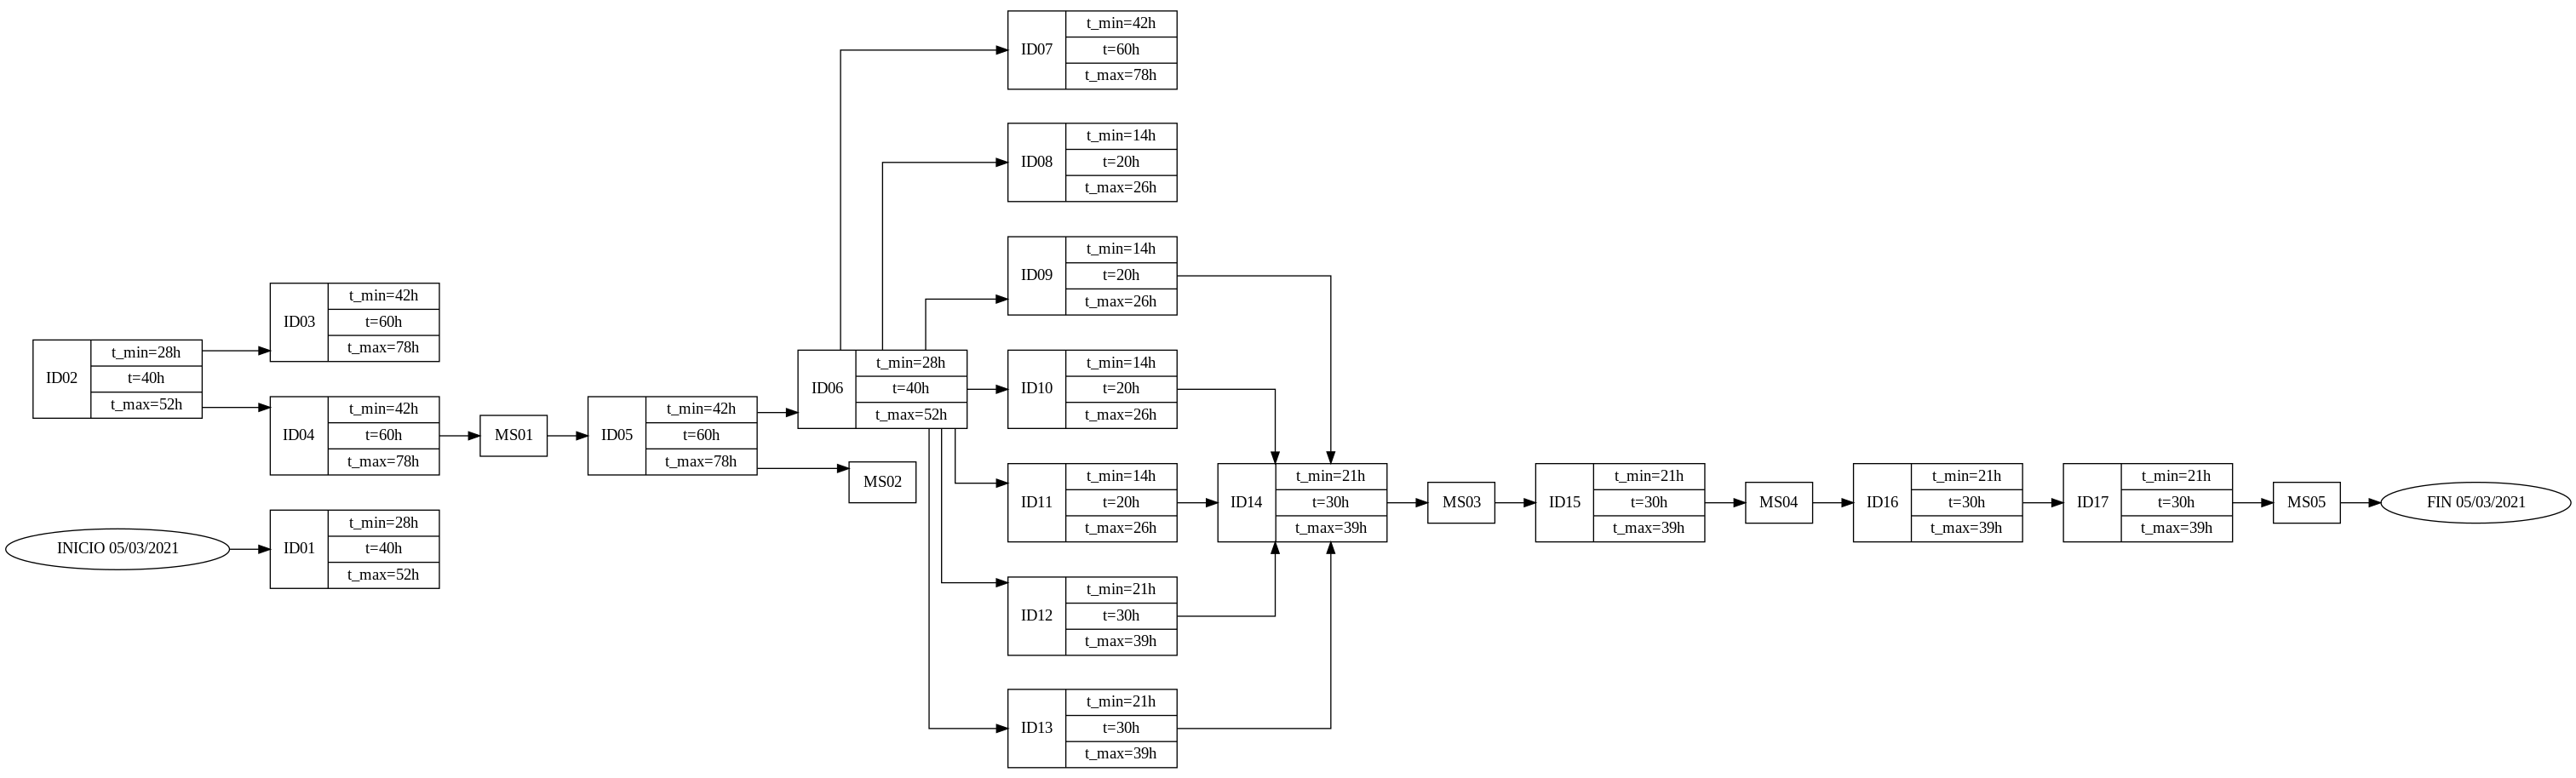 ID07
t_min=42h
t=60h
t_max=78h
ID08
t_min=14h
t=20h
t_max=26h
ID09
t_min=14h
t=20h
t_max=26h
ID03
t_min=42h
t=60h
t_max=78h
ID02
t_min=28h
t=40h
t_max=52h
ID04
t_min=42h
t=60h
t_max=78h
MS01
ID05
t_min=42h
t=60h
t_max=78h
ID06
t_min=28h
t=40h
t_max=52h
MS02
ID10
t_min=14h
t=20h
t_max=26h
ID11
t_min=14h
t=20h
t_max=26h
ID14
t_min=21h
t=30h
t_max=39h
MS03
ID15
t_min=21h
t=30h
t_max=39h
MS04
ID16
t_min=21h
t=30h
t_max=39h
ID17
t_min=21h
t=30h
t_max=39h
MS05
FIN 05/03/2021
INICIO 05/03/2021
ID01
t_min=28h
t=40h
t_max=52h
ID12
t_min=21h
t=30h
t_max=39h
ID13
t_min=21h
t=30h
t_max=39h